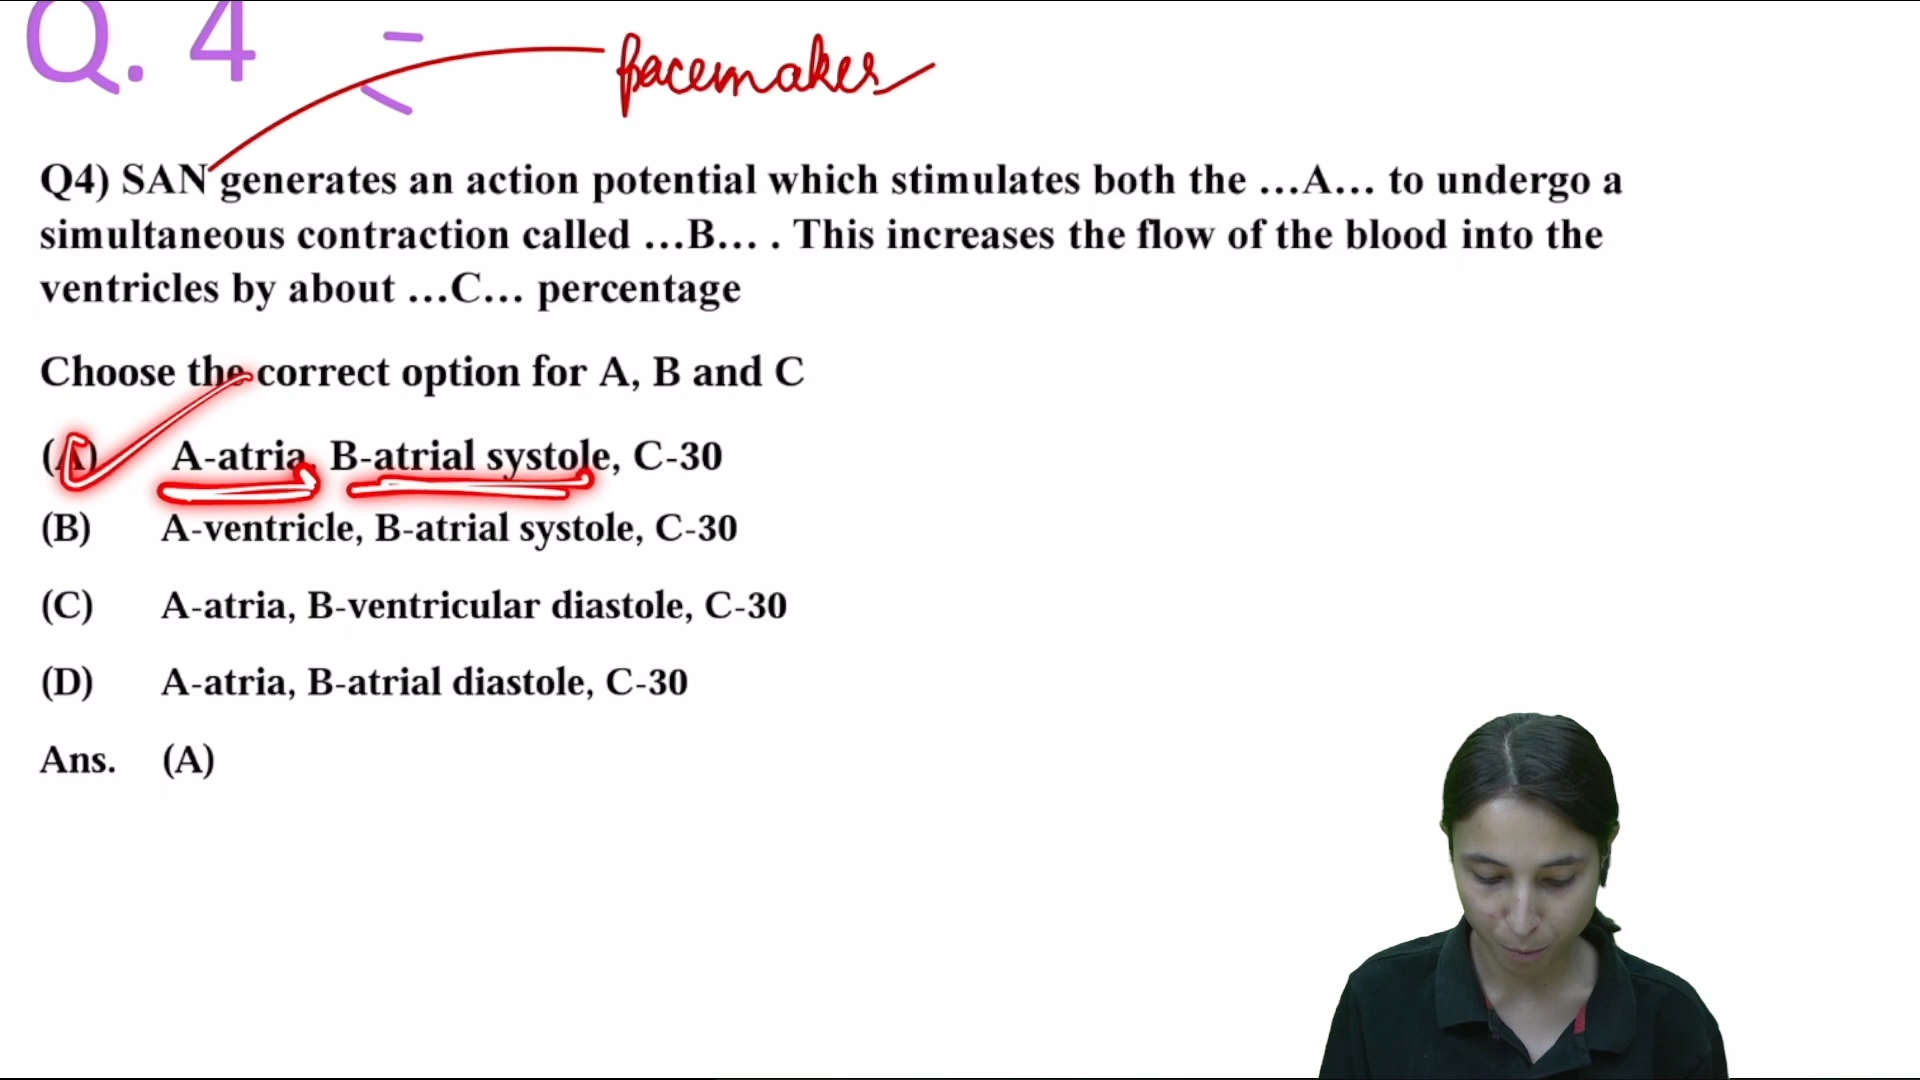 Q. 4
pacemaker
Q4) SAN generates an action potential which stimulates both the ...A... to undergo a
simultaneous contraction called ...B... . This increases the flow of the blood into the
ventricles by about ...C... percentage
Choose the correct option for A, B and C
(A) A-atria, B-atrial systole, C-30
(B) A-ventricle, B-atrial systole, C-30
(C) A-atria, B-ventricular diastole, C-30
(D) A-atria, B-atrial diastole, C-30
Ans. (A)